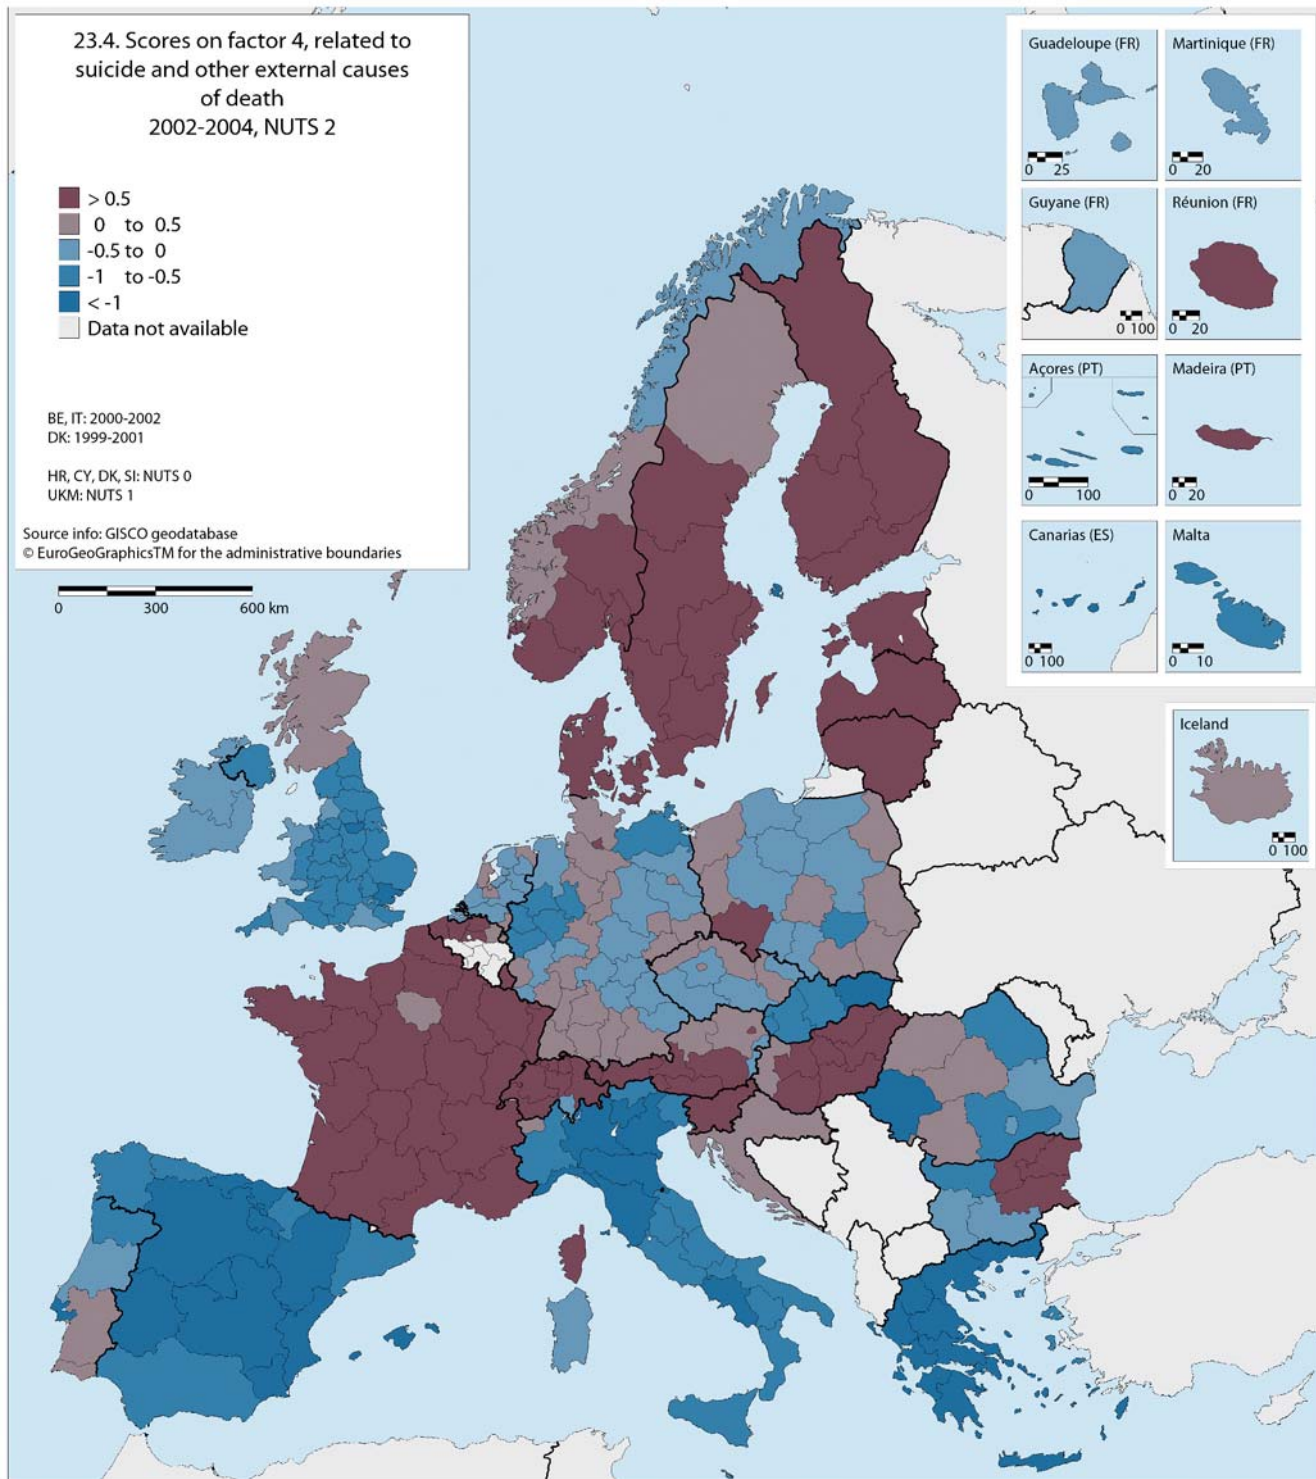 23.4. Scores on factor 4, related to
suicide and other external causes
of death
2002-2004, NUTS 2
> 0.5
0 to 0.5
-0.5 to 0
-1 to -0.5
< -1
Data not available
BE, IT: 2000-2002
DK: 1999-2001
HR, CY, DK, SI: NUTS 0
UKM: NUTS 1
Source info: GISCO geodatabase
© EuroGeoGraphicsTM for the administrative boundaries
0 300 600 km
Guadeloupe (FR)
0 25
Martinique (FR)
0 20
Guyane (FR)
0 100
Réunion (FR)
0 20
Açores (PT)
0 100
Madeira (PT)
0 20
Canarias (ES)
0 100
Malta
0 10
Iceland
0 100